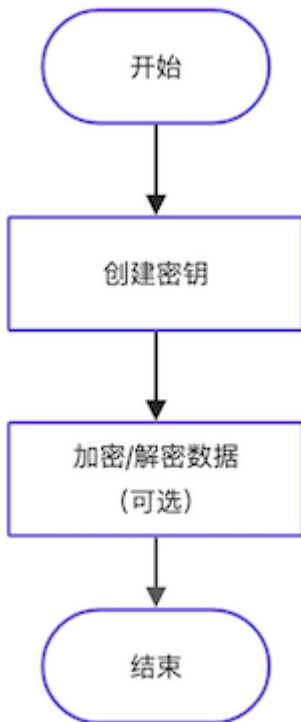 开始
创建密钥
加密/解密数据
（可选）
结束